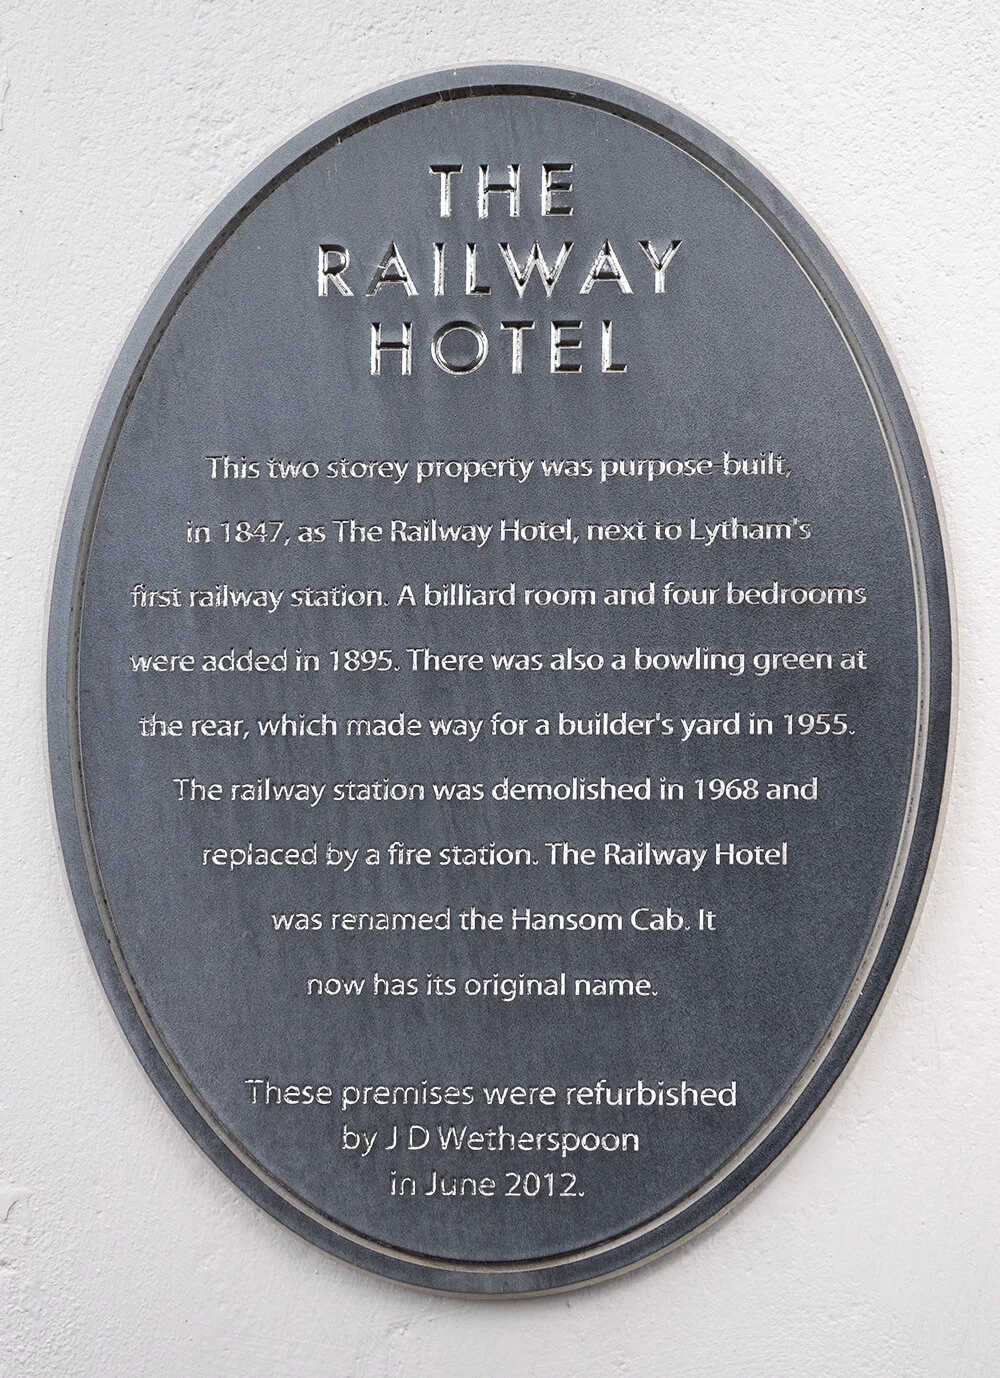 THE
RAILWAY
HOTEL
This two storey property was purpose-built,
in 1847, as The Railway Hotel, next to Lytham's
first railway station. A billiard room and four bedrooms
were added in 1895. There was also a bowling green at
the rear, which made way for a builder's yard in 1955.
The railway station was demolished in 1968 and
replaced by a fire station. The Railway Hotel
was renamed the Hansom Cab. It
now has its original name.
These premises were refurbished
by J D Wetherspoon
in June 2012.